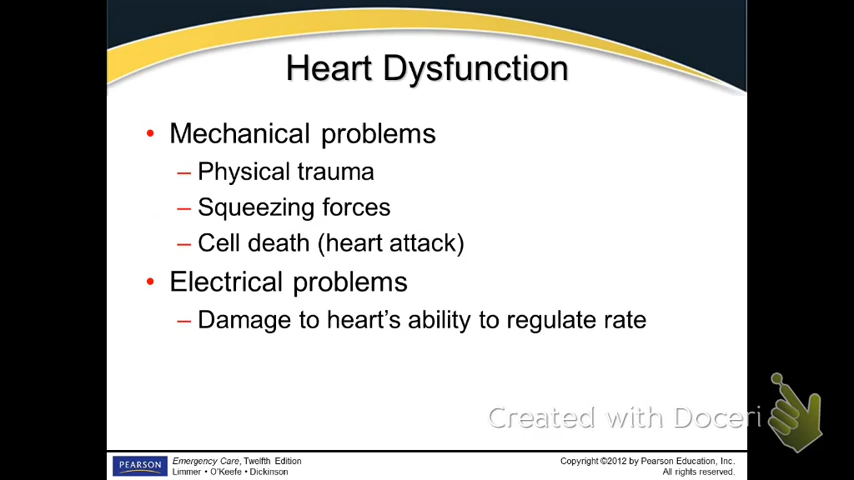 Heart Dysfunction
• Mechanical problems
– Physical trauma
– Squeezing forces
– Cell death (heart attack)
• Electrical problems
– Damage to heart's ability to regulate rate
Created with Doceri
PEARSON
Emergency Care, Twelfth Edition
Limmer • O'Keefe • Dickinson
Copyright ©2012 by Pearson Education, Inc.
All rights reserved.